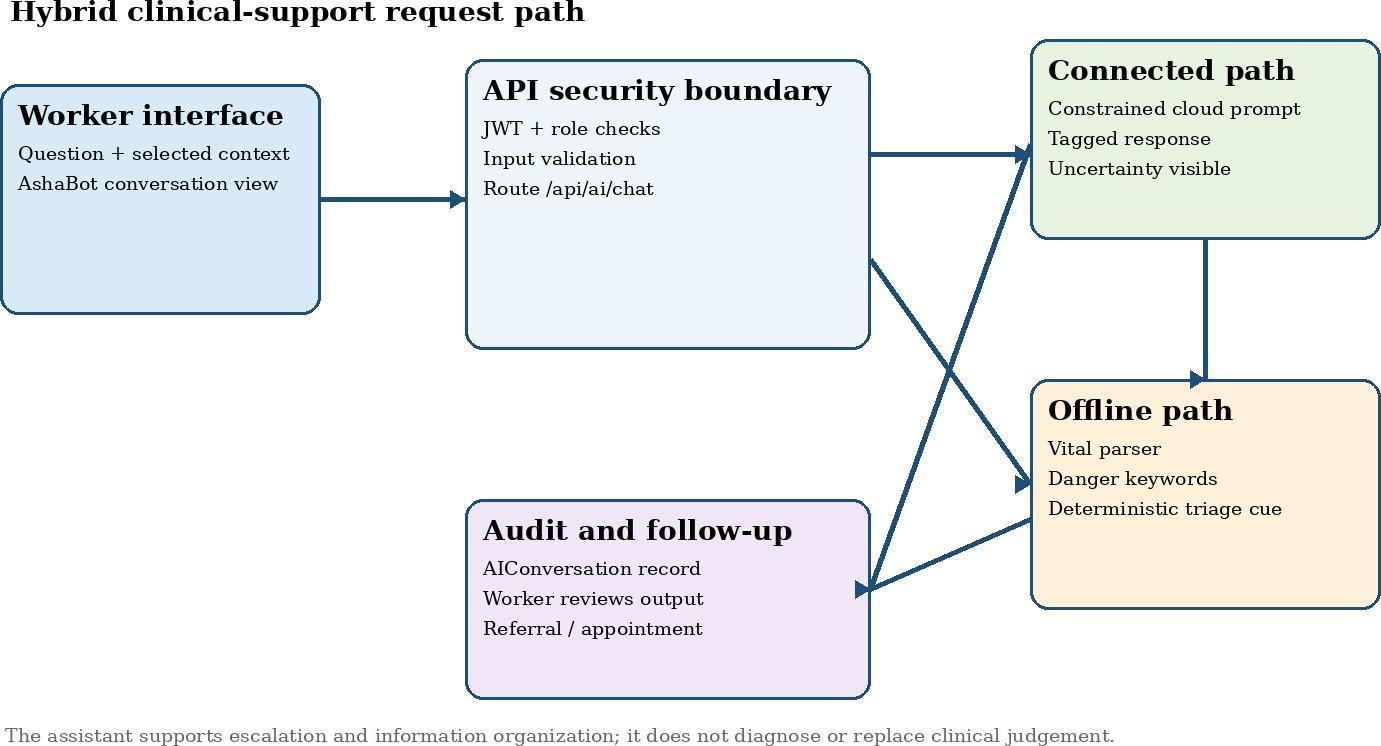 Hybrid clinical-support request path
Worker interface
Question + selected context
AshaBot conversation view
API security boundary
JWT + role checks
Input validation
Route /api/ai/chat
Connected path
Constrained cloud prompt
Tagged response
Uncertainty visible
Offline path
Vital parser
Danger keywords
Deterministic triage cue
Audit and follow-up
AIConversation record
Worker reviews output
Referral / appointment
The assistant supports escalation and information organization; it does not diagnose or replace clinical judgement.